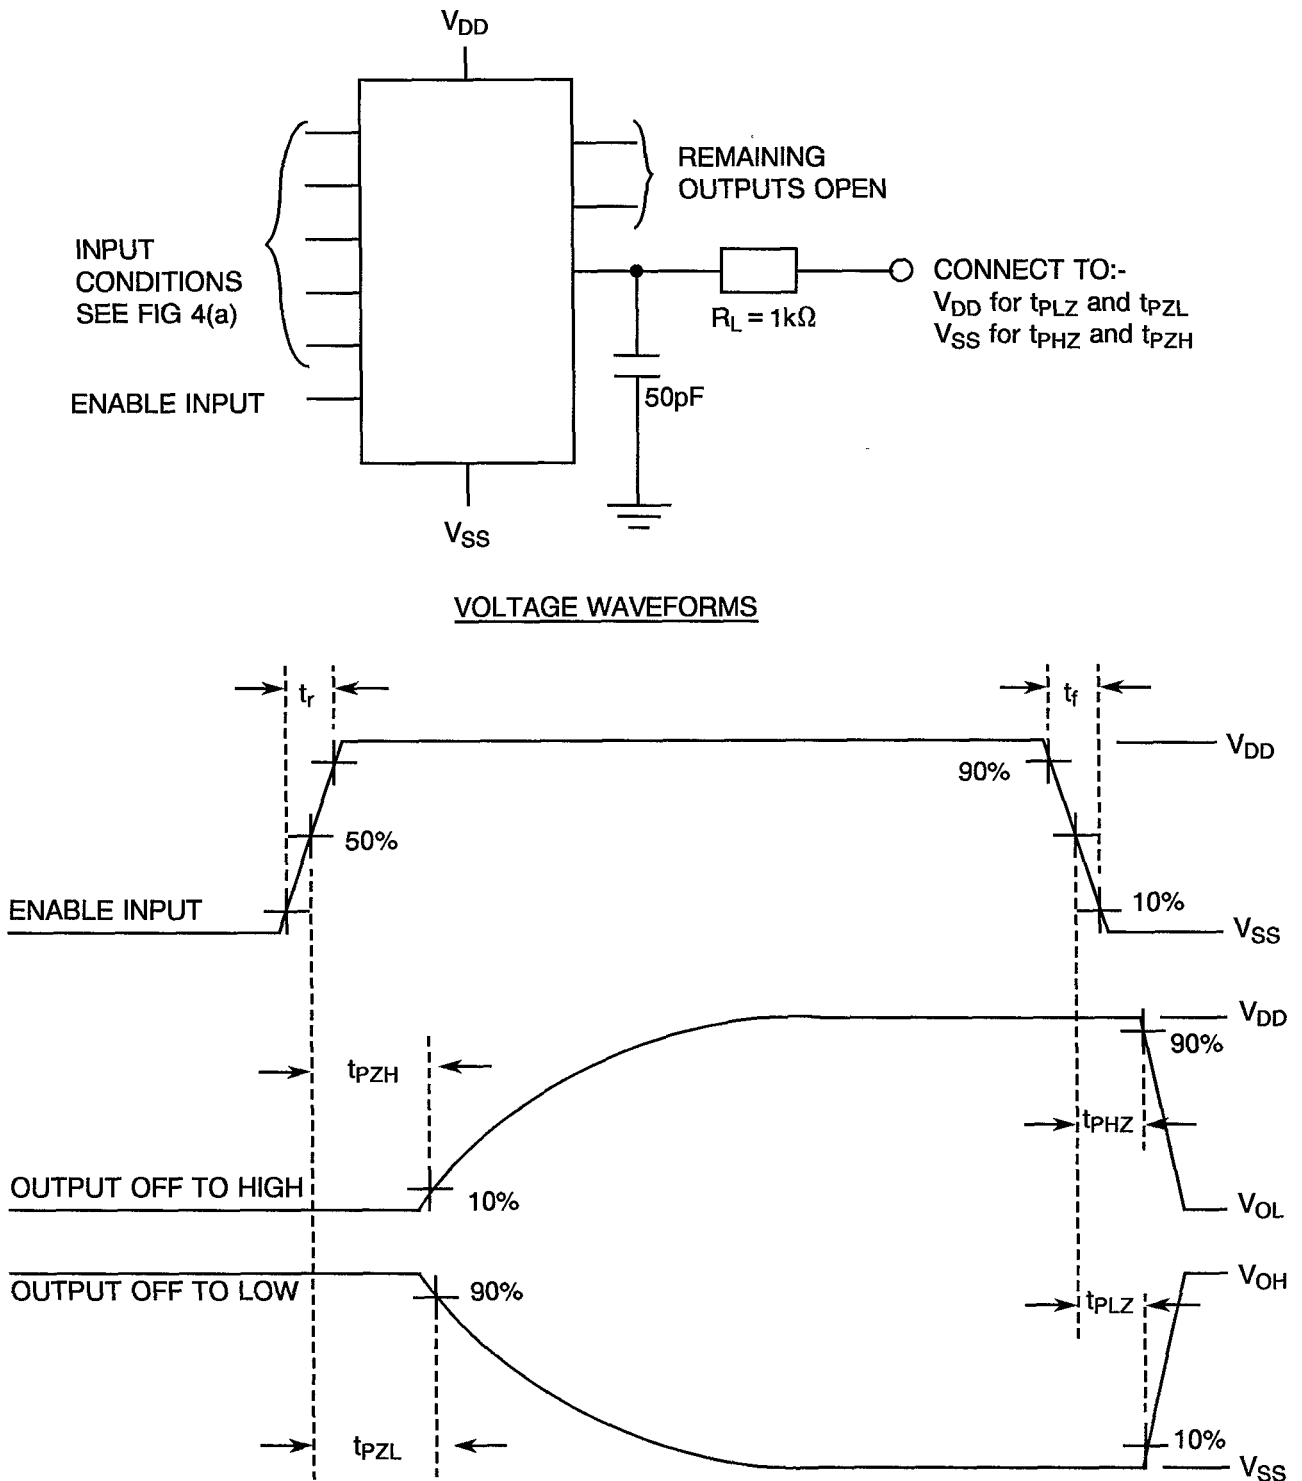 VDD
REMAINING
OUTPUTS OPEN
INPUT
CONDITIONS
SEE FIG 4(a)
CONNECT TO:-
VDD for tPLZ and tPZL
VSS for tPHZ and tPZH
RL = 1kΩ
50pF
ENABLE INPUT
VSS
VOLTAGE WAVEFORMS
tr
tf
VDD
90%
50%
ENABLE INPUT
10%
VSS
VDD
90%
tPZH
tPHZ
OUTPUT OFF TO HIGH
10%
VOL
OUTPUT OFF TO LOW
90%
VOH
tPLZ
tPZL
10%
VSS